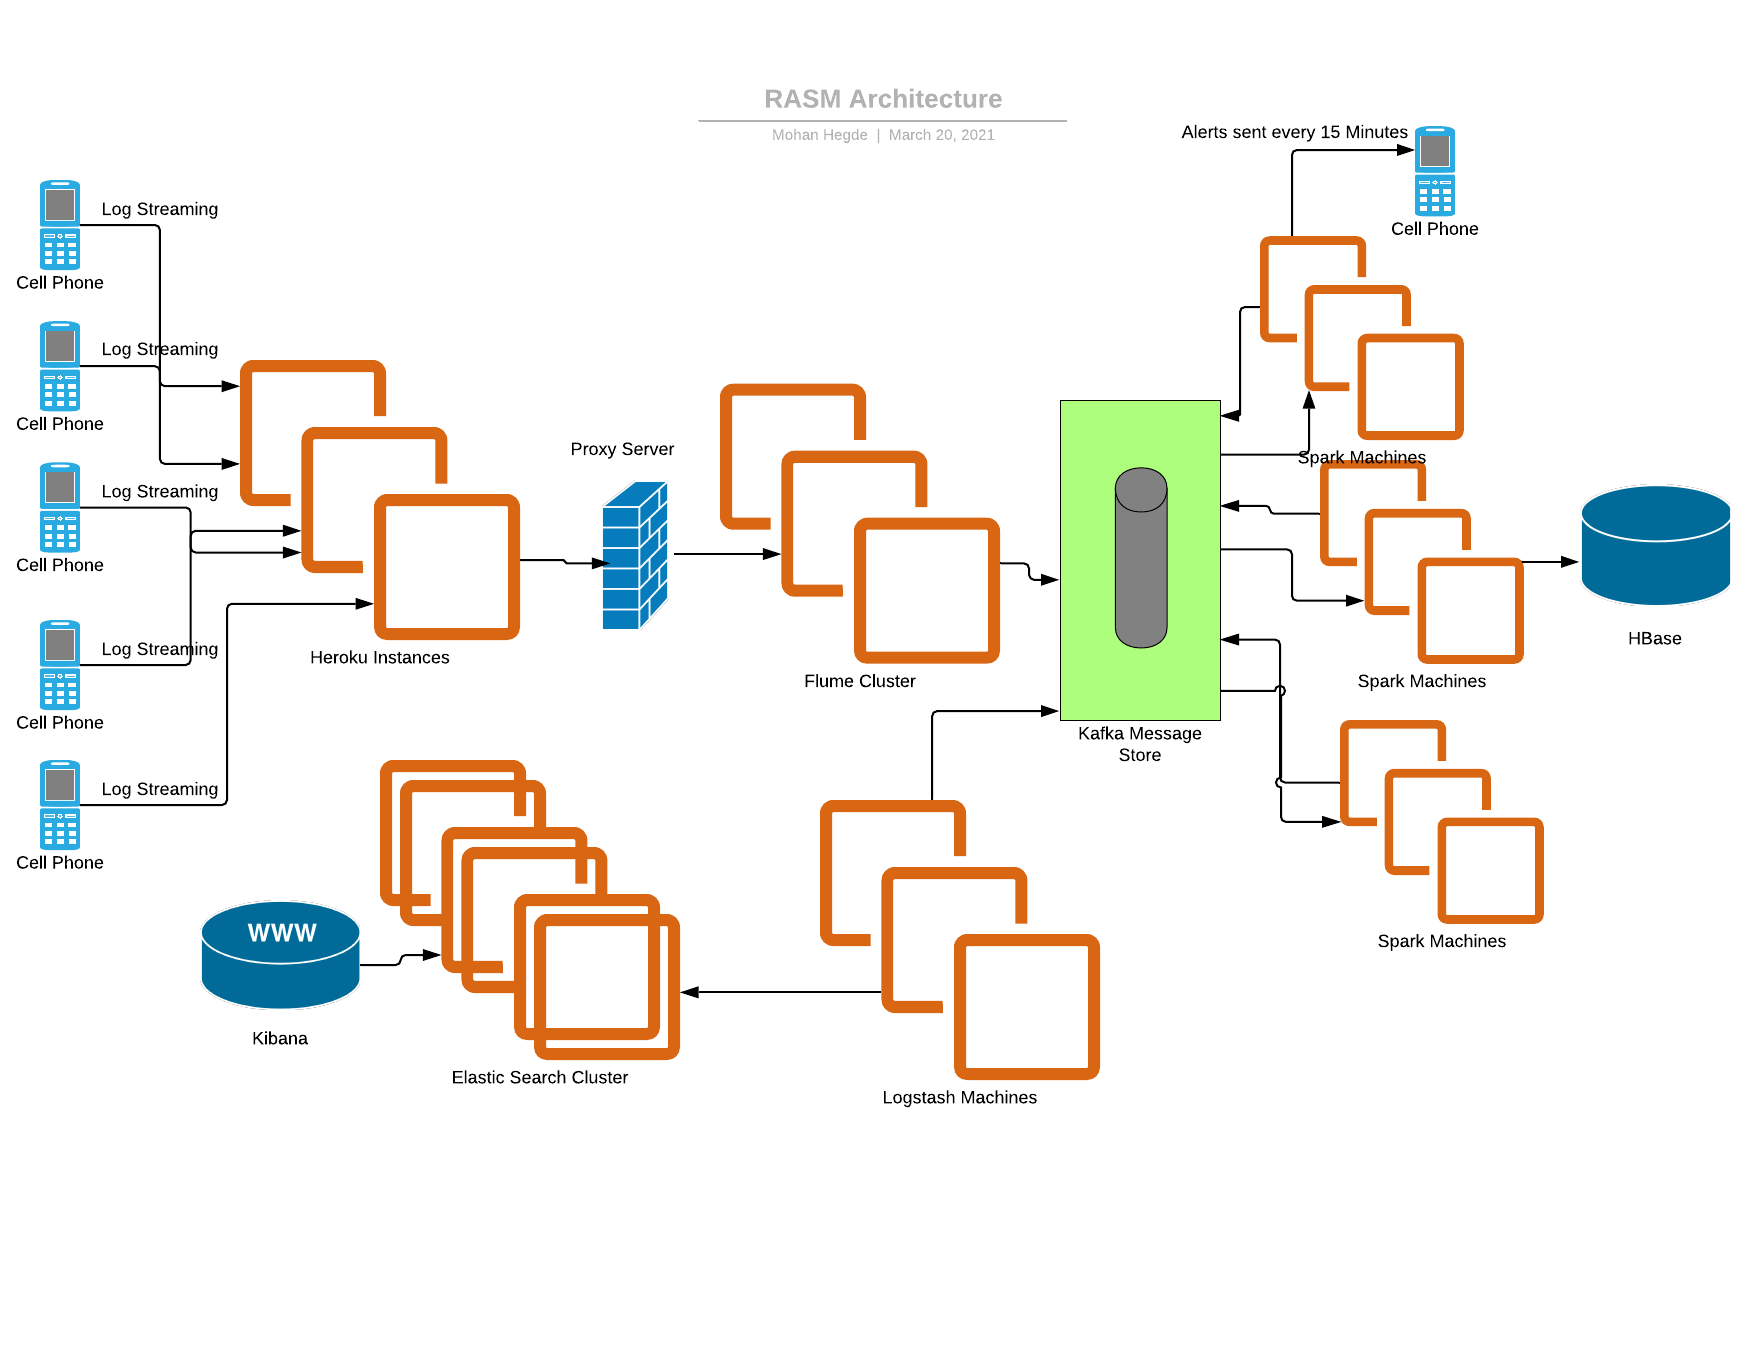 RASM Architecture
Mohan Hegde | March 20, 2021
Alerts sent every 15 Minutes
Cell Phone
Log Streaming
Cell Phone
Log Streaming
Cell Phone
Log Streaming
Cell Phone
Log Streaming
Cell Phone
Log Streaming
Cell Phone
Heroku Instances
Proxy Server
Flume Cluster
Kafka Message
Store
Spark Machines
Spark Machines
HBase
Spark Machines
WWW
Kibana
Elastic Search Cluster
Logstash Machines